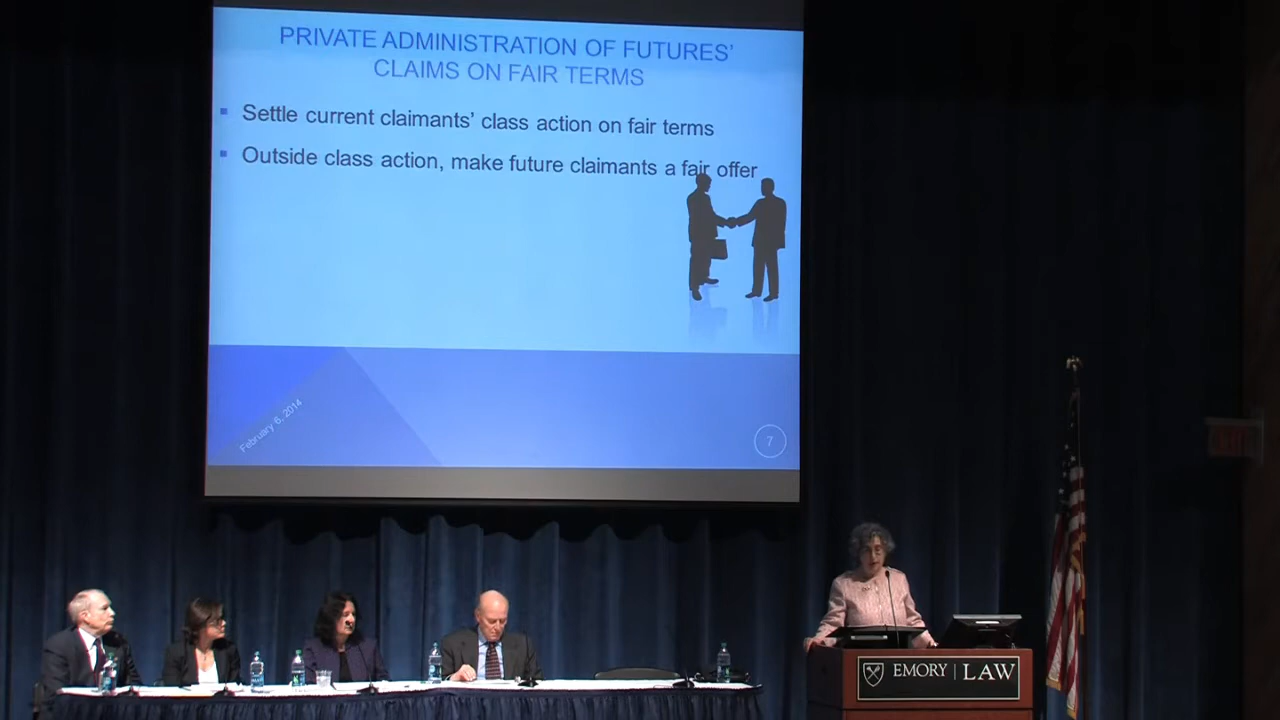 PRIVATE ADMINISTRATION OF FUTURES'
CLAIMS ON FAIR TERMS
Settle current claimants' class action on fair terms
Outside class action, make future claimants a fair offer
February 6, 2014
7
EMORY | LAW